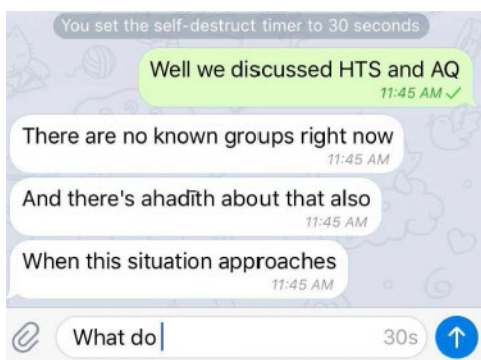 You set the self-destruct timer to 30 seconds
Well we discussed HTS and AQ
11:45 AM
There are no known groups right now
11:45 AM
And there's ahadīth about that also
11:45 AM
When this situation approaches
11:45 AM
What do 30s